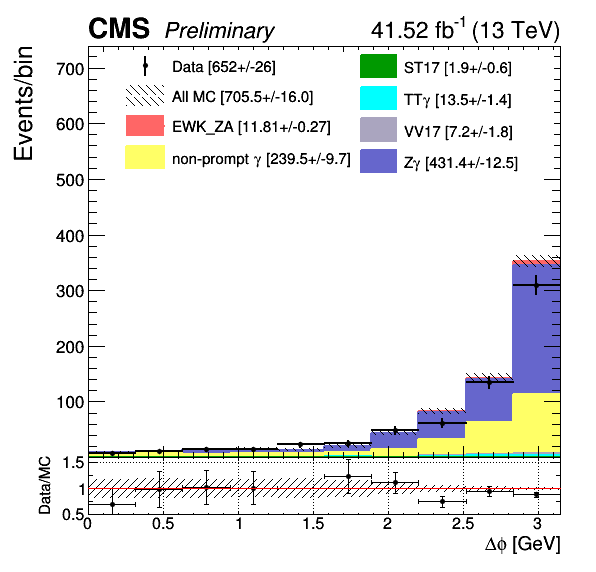 CMS Preliminary 41.52 fb⁻¹ (13 TeV)
Events/bin
700
600
500
400
300
200
100
Data [652+/-26]
All MC [705.5+/-16.0]
EWK_ZA [11.81+/-0.27]
non-prompt γ [239.5+/-9.7]
ST17 [1.9+/-0.6]
TTγ [13.5+/-1.4]
VV17 [7.2+/-1.8]
Zγ [431.4+/-12.5]
Data/MC
1.5
1
0.5
0 0.5 1 1.5 2 2.5 3
Δϕ [GeV]